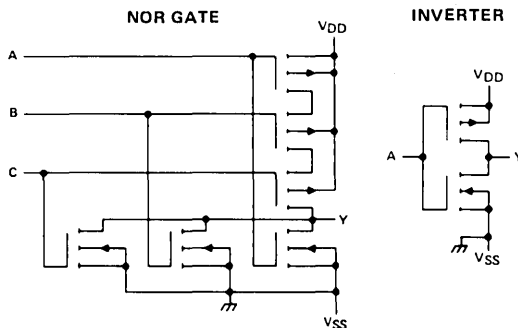 NOR GATE
INVERTER
VDD
A
B
C
Y
VSS
VDD
A
Y
VSS